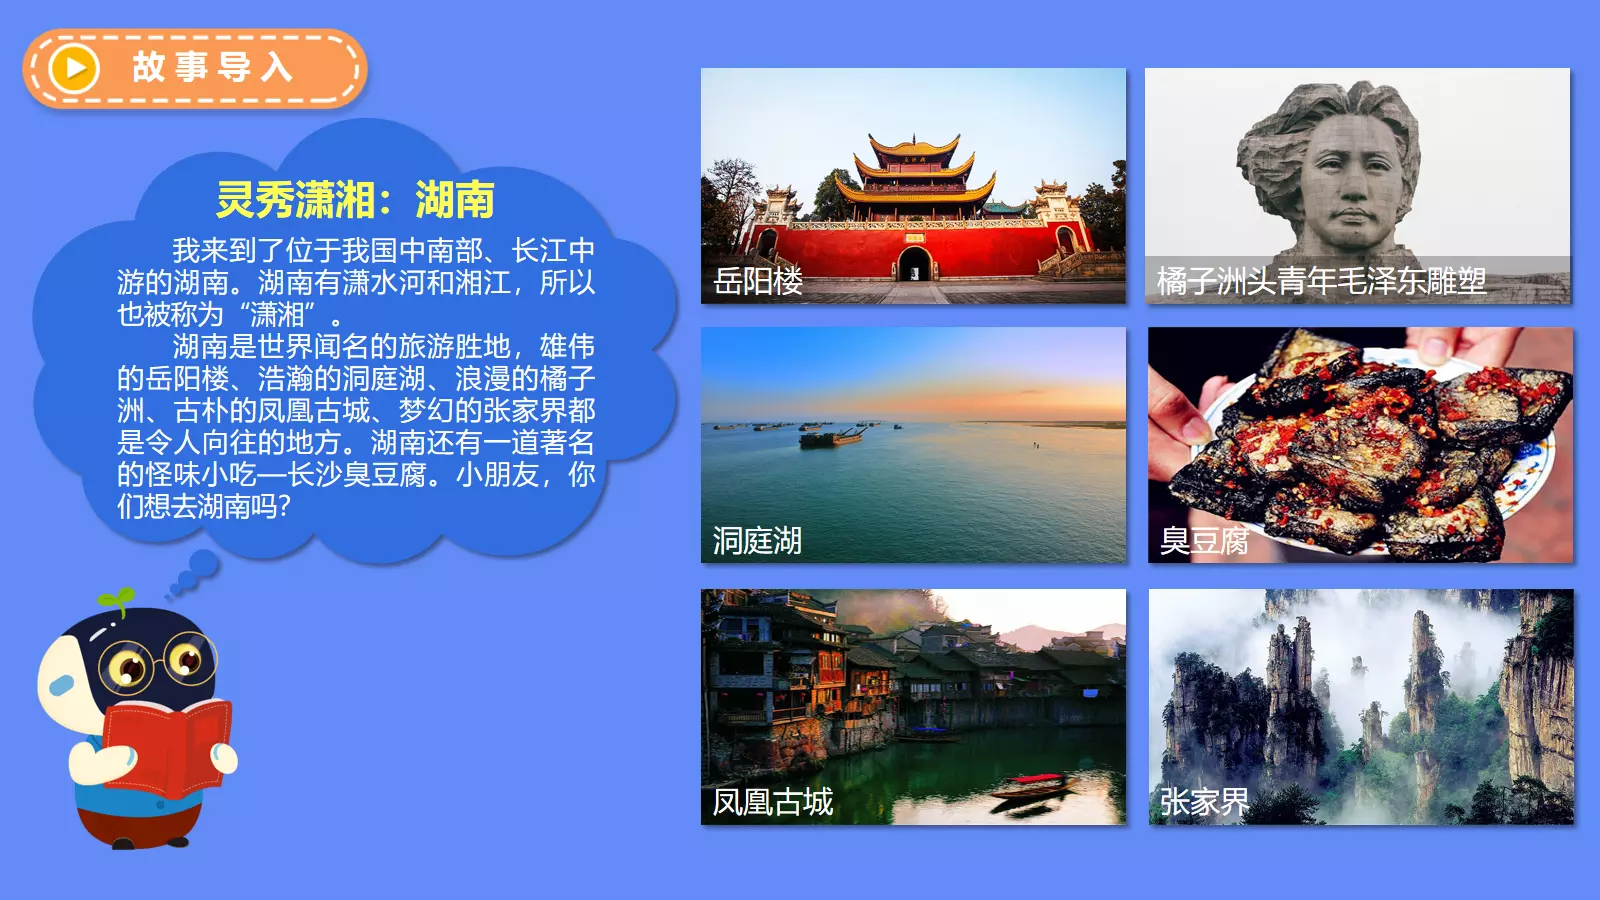 故事导入
灵秀潇湘：湖南
我来到了位于我国中南部、长江中
游的湖南。湖南有潇水河和湘江，所以
也被称为“潇湘”。
湖南是世界闻名的旅游胜地，雄伟
的岳阳楼、浩瀚的洞庭湖、浪漫的橘子
洲、古朴的凤凰古城、梦幻的张家界都
是令人向往的地方。湖南还有一道著名
的怪味小吃—长沙臭豆腐。小朋友，你
们想去湖南吗？
岳阳楼
橘子洲头青年毛泽东雕塑
洞庭湖
臭豆腐
凤凰古城
张家界